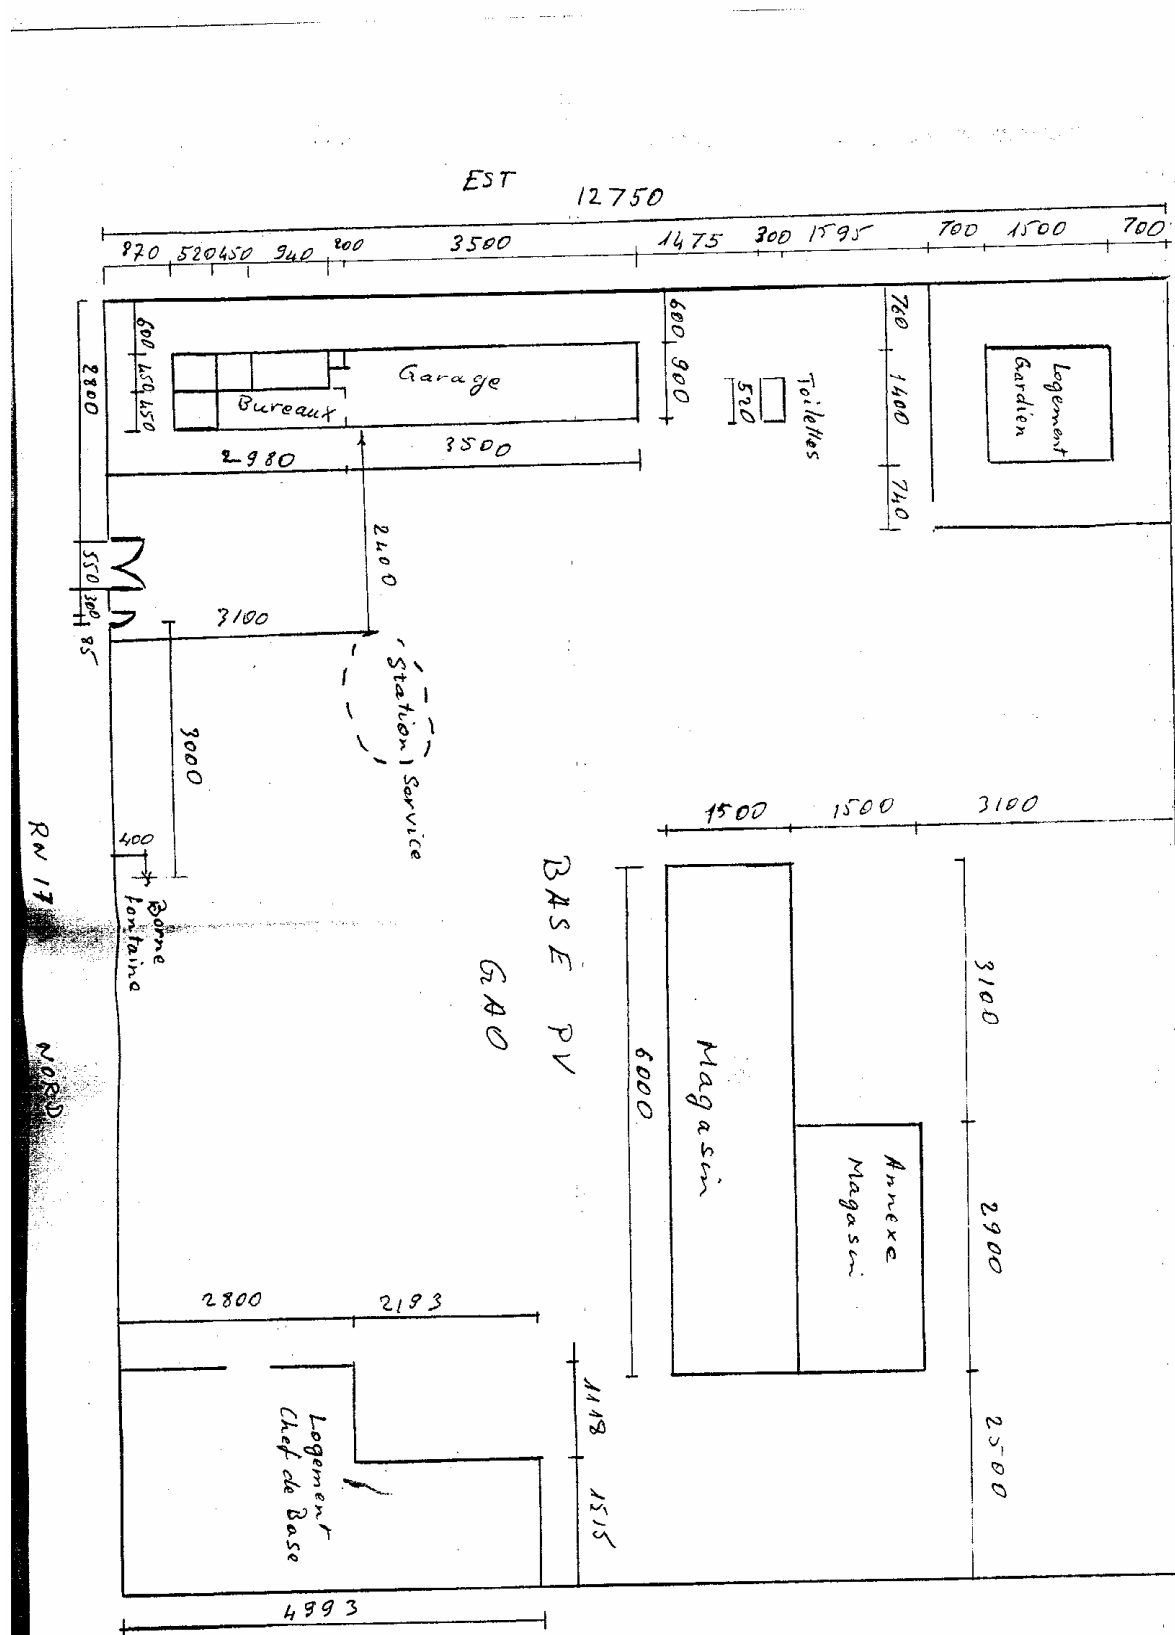 EST
12750
870 520 450 940 200 3500 1475 300 1595 700 1500 700
600
450
450
2800
Garage
Bureaux
600
900
520
Toilettes
760
1400
740
Logement
Gardien
2980
3500
2400
550
300
85
3100
Station
Service
3000
400
Borne
fontaine
RN 17
NORD
BASE PV
GAO
1500
1500
3100
6000
Magasin
Annexe
Magasin
3100
2900
2500
2800
2193
1118
1515
Logement
Chef de Base
4993